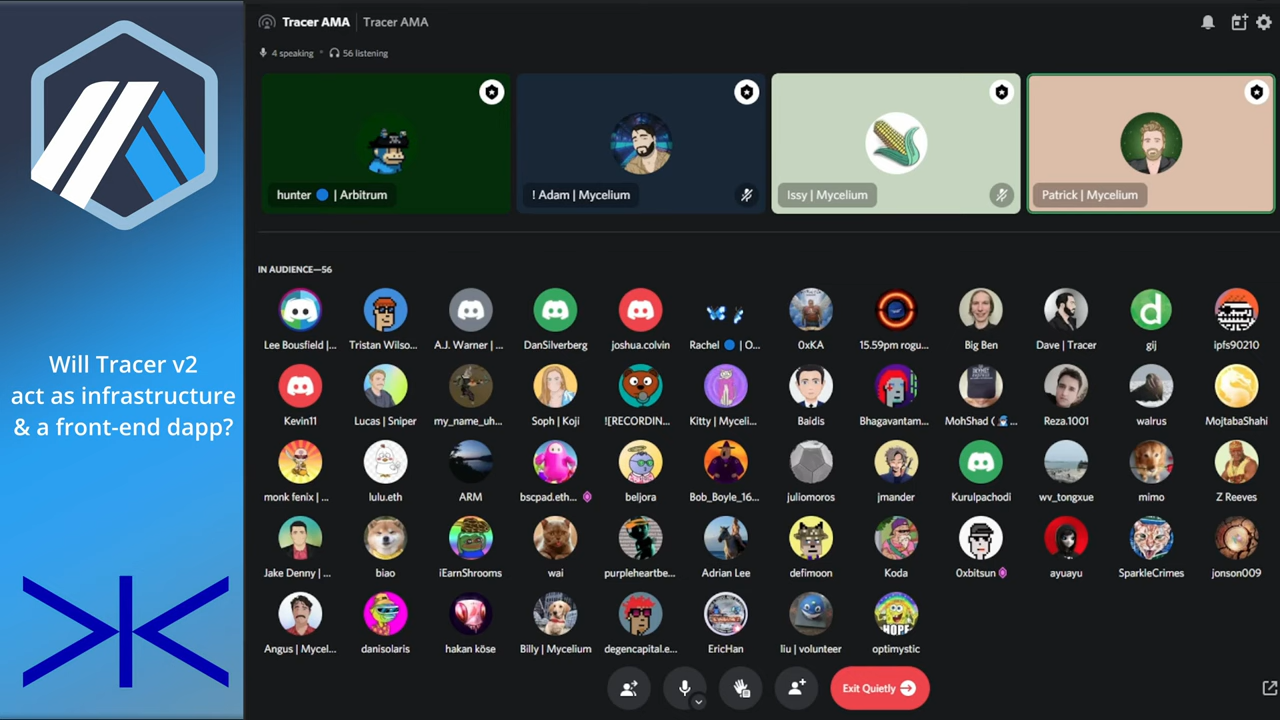 Tracer AMA | Tracer AMA
4 speaking • 56 listening
hunter 🔵 | Arbitrum
! Adam | Mycelium
Issy | Mycelium
Patrick | Mycelium
IN AUDIENCE—56
Lee Bousfield |... Tristan Wilso... A.J. Warner | ... DanSilverberg joshua.colvin Rachel 🔵 | O... 0xKA 15.59pm rogu... Big Ben Dave | Tracer gij ipfs90210
Kevin11 Lucas | Sniper my_name_uh... Soph | Koji ![RECORDIN... Kitty | Myceli... Baidis Bhagavantam... MohShad ( ... Reza.1001 walrus MojtabaShahi
monk fenix | ... lulu.eth ARM bscpad.eth... beljora Bob_Boyle_16... juliomoros jmander Kurulpachodi wv_tongxue mimo Z Reeves
Jake Denny | ... biao iEarnShrooms wai purpleheartbe... Adrian Lee defimoon Koda 0xbitsun ayuayu SparkleCrimes jonson009
Angus | Mycel... danisolaris hakan köse Billy | Mycelium degencapital.e... EricHan liu | volunteer optimystic
HOPE
Exit Quietly
Will Tracer v2
act as infrastructure
& a front-end dapp?